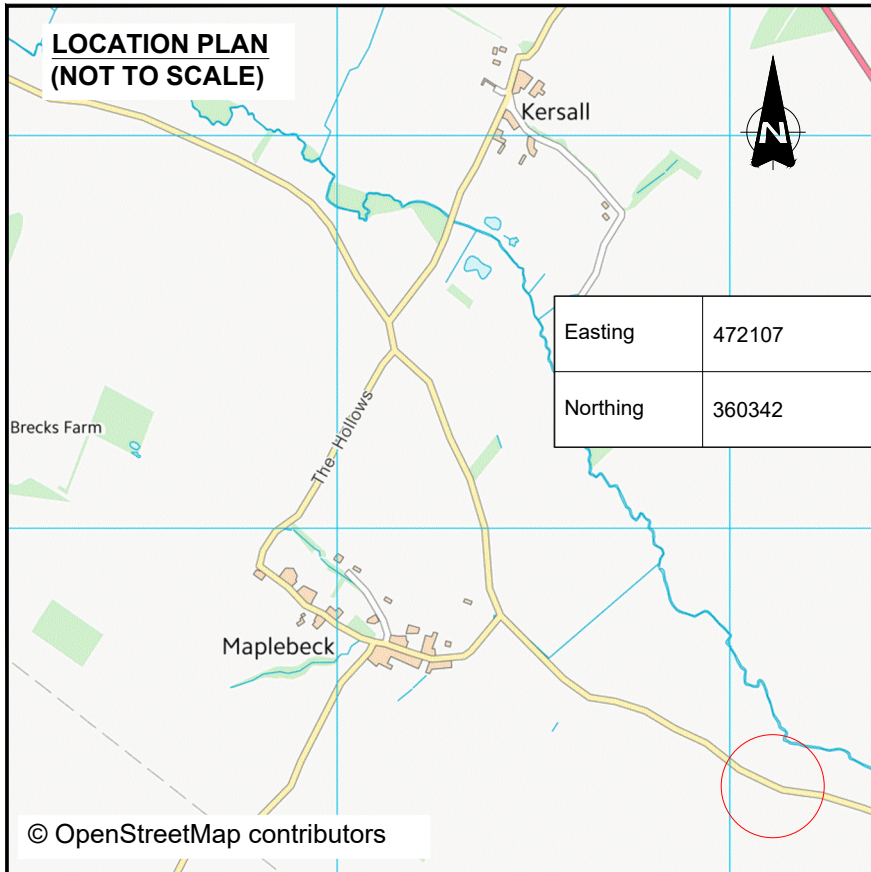 LOCATION PLAN
(NOT TO SCALE)
Kersall
N
Easting 472107
Northing 360342
The Hollows
Brecks Farm
Maplebeck
© OpenStreetMap contributors